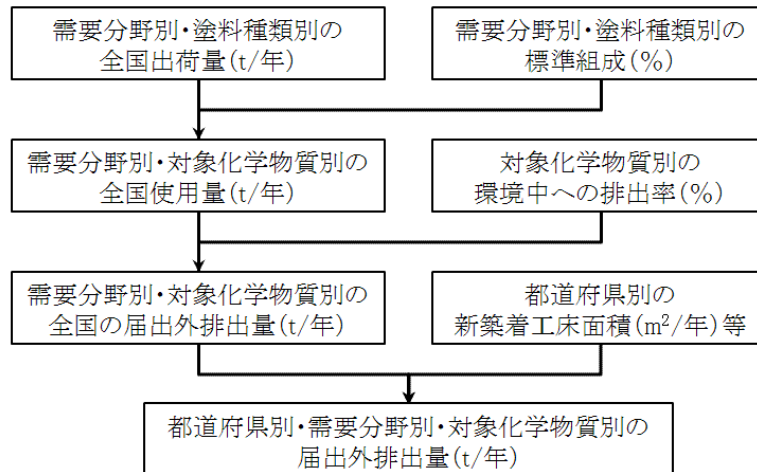 需要分野別・塗料種類別の
全国出荷量(t/年)
需要分野別・塗料種類別の
標準組成(%)
需要分野別・対象化学物質別の
全国使用量(t/年)
対象化学物質別の
環境中への排出率(%)
需要分野別・対象化学物質別の
全国の届出外排出量(t/年)
都道府県別の
新築着工床面積(m²/年)等
都道府県別・需要分野別・対象化学物質別の
届出外排出量(t/年)